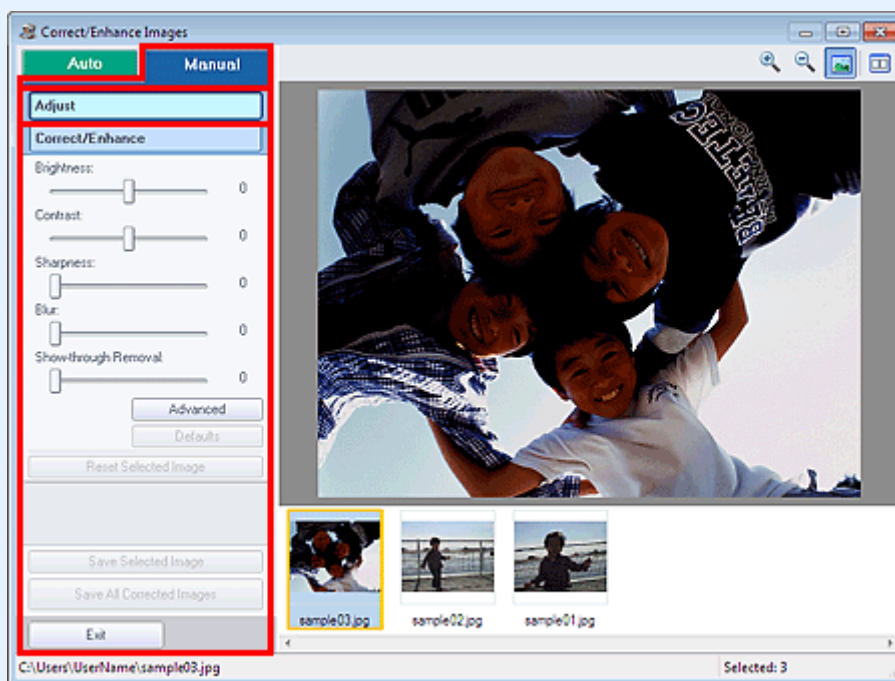 Correct/Enhance Images
Auto
Manual
Adjust
Correct/Enhance
Brightness:
0
Contrast:
0
Sharpness:
0
Blur:
0
Show-through Removal:
0
Advanced
Defaults
Reset Selected Image
Save Selected Image
Save All Corrected Images
Exit
sample03.jpg
sample02.jpg
sample01.jpg
C:\Users\UserName\sample03.jpg
Selected: 3